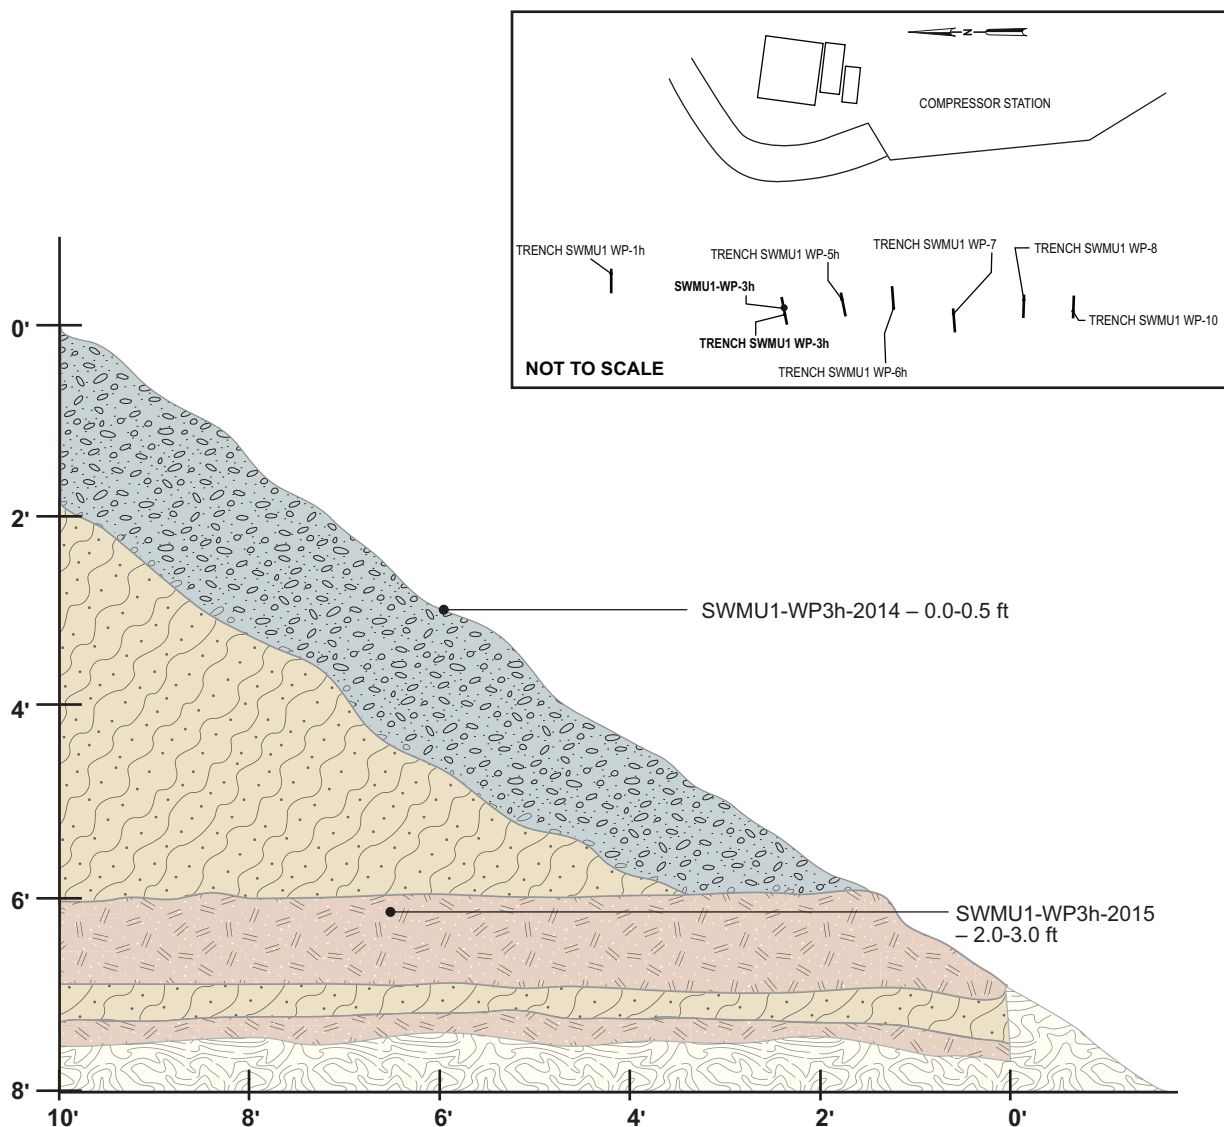 N
COMPRESSOR STATION
TRENCH SWMU1 WP-1h
TRENCH SWMU1 WP-5h
TRENCH SWMU1 WP-7
TRENCH SWMU1 WP-8
SWMU1-WP-3h
TRENCH SWMU1 WP-3h
TRENCH SWMU1 WP-10
TRENCH SWMU1 WP-6h
NOT TO SCALE
0'
2'
4'
6'
8'
SWMU1-WP3h-2014 – 0.0-0.5 ft
SWMU1-WP3h-2015
– 2.0-3.0 ft
10'
8'
6'
4'
2'
0'